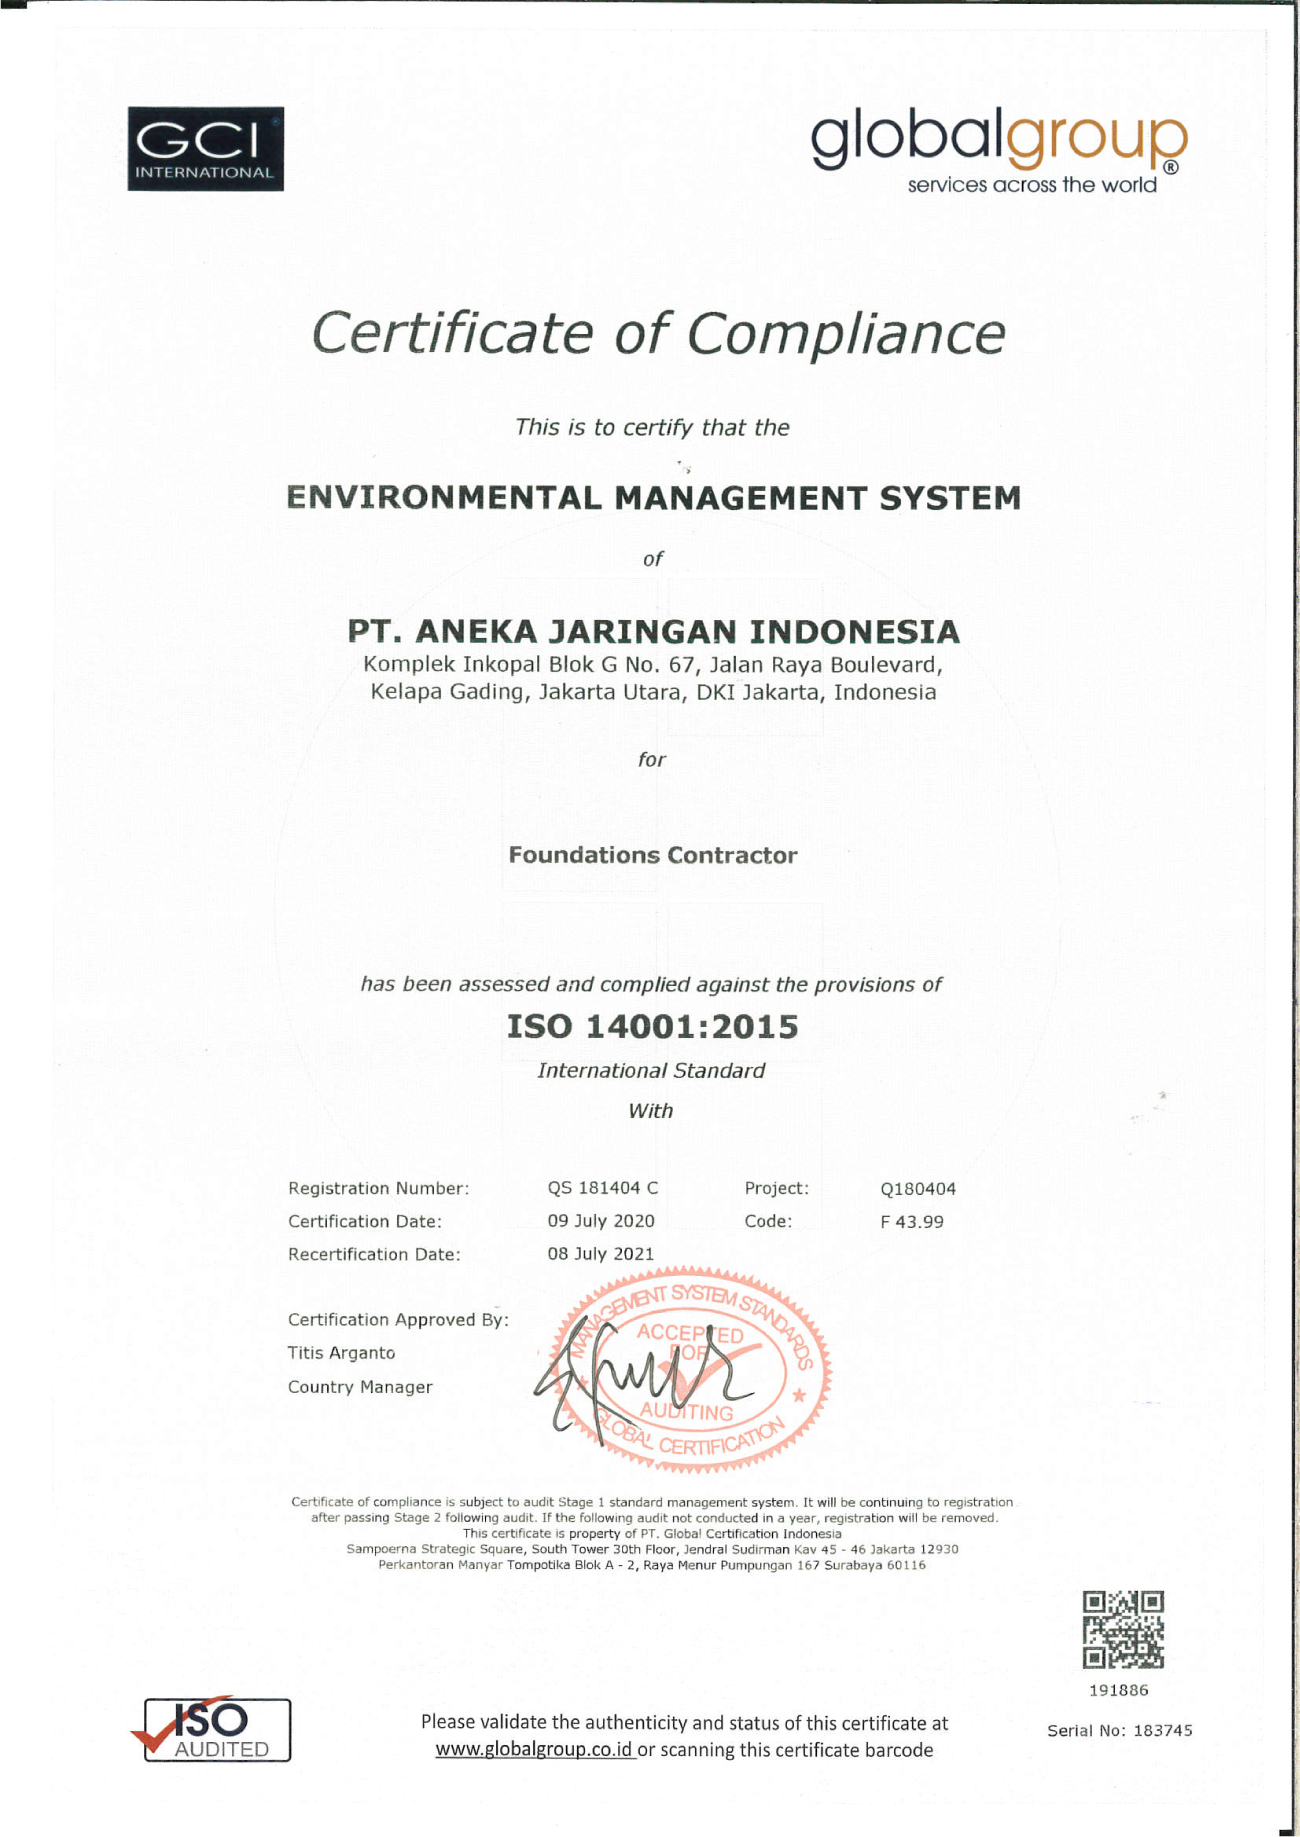 GCI
INTERNATIONAL
globalgroup®
services across the world
Certificate of Compliance
This is to certify that the
ENVIRONMENTAL MANAGEMENT SYSTEM
of
PT. ANEKA JARINGAN INDONESIA
Komplek Inkopal Blok G No. 67, Jalan Raya Boulevard,
Kelapa Gading, Jakarta Utara, DKI Jakarta, Indonesia
for
Foundations Contractor
has been assessed and complied against the provisions of
ISO 14001:2015
International Standard
With
Registration Number: QS 181404 C Project: Q180404
Certification Date: 09 July 2020 Code: F 43.99
Recertification Date: 08 July 2021
Certification Approved By:
Titis Arganto
Country Manager
MANAGEMENT SYSTEM STANDARDS
ACCEPTED
FOR
AUDITING
GLOBAL CERTIFICATION
Certificate of compliance is subject to audit Stage 1 standard management system. It will be continuing to registration
after passing Stage 2 following audit. If the following audit not conducted in a year, registration will be removed.
This certificate is property of PT. Global Certification Indonesia
Sampoerna Strategic Square, South Tower 30th Floor, Jendral Sudirman Kav 45 - 46 Jakarta 12930
Perkantoran Manyar Tompotika Blok A - 2, Raya Menur Pumpungan 167 Surabaya 60116
191886
Serial No: 183745
ISO
AUDITED
Please validate the authenticity and status of this certificate at
www.globalgroup.co.id or scanning this certificate barcode